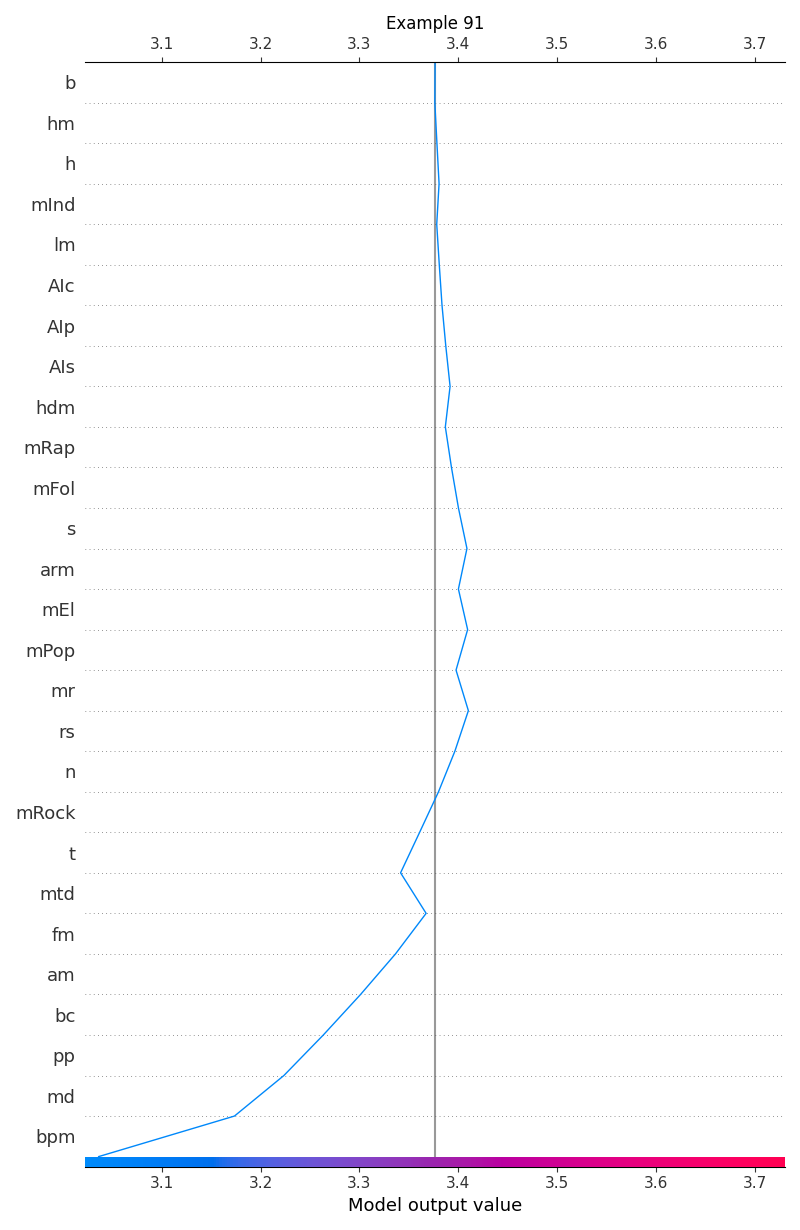 Example 91
3.1 3.2 3.3 3.4 3.5 3.6 3.7
b
hm
h
mInd
lm
AIc
AIp
AIs
hdm
mRap
mFol
s
arm
mEl
mPop
mr
rs
n
mRock
t
mtd
fm
am
bc
pp
md
bpm
3.1 3.2 3.3 3.4 3.5 3.6 3.7
Model output value